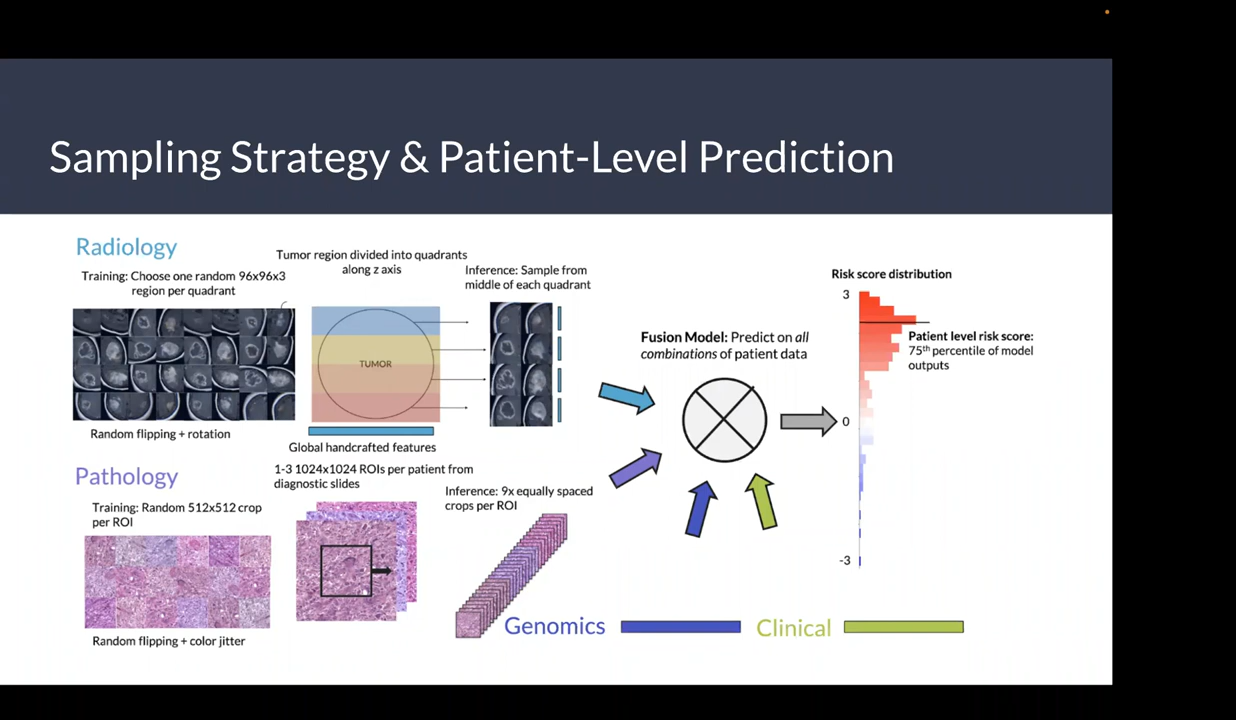 Sampling Strategy & Patient-Level Prediction
Radiology
Training: Choose one random 96x96x3
region per quadrant
Random flipping + rotation
Tumor region divided into quadrants
along z axis
TUMOR
Global handcrafted features
Inference: Sample from
middle of each quadrant
Pathology
Training: Random 512x512 crop
per ROI
Random flipping + color jitter
1-3 1024x1024 ROIs per patient from
diagnostic slides
Inference: 9x equally spaced
crops per ROI
Genomics
Clinical
Fusion Model: Predict on all
combinations of patient data
Risk score distribution
3
Patient level risk score:
75th percentile of model
outputs
0
-3